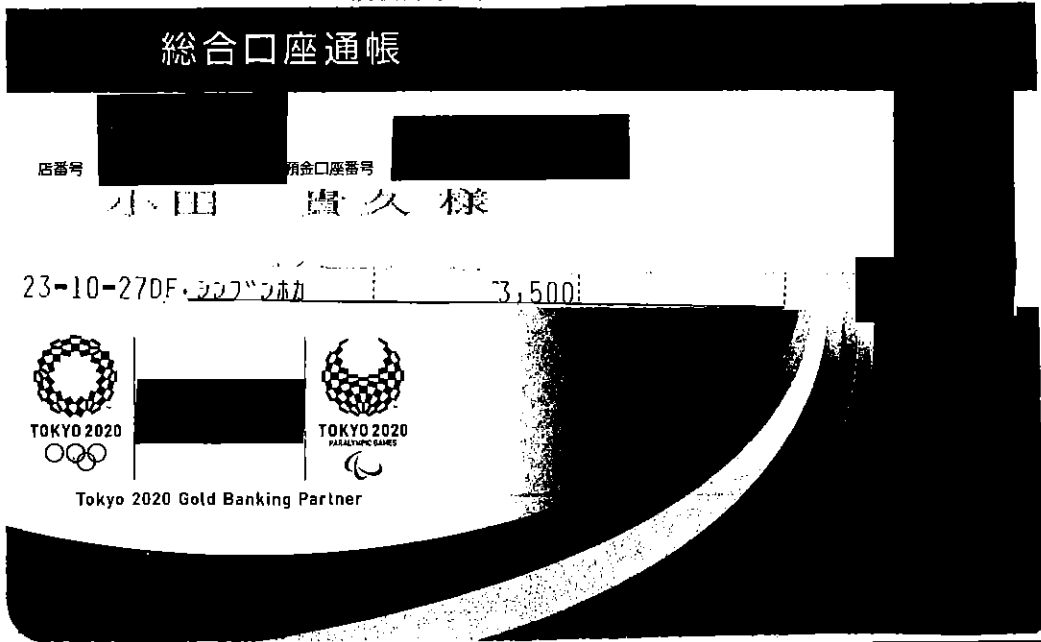 総合口座通帳
店番号 預金口座番号
小田 貴久 様
23-10-27DF・シンブンホカ 3,500
TOKYO 2020 TOKYO 2020
PARALYMPIC GAMES
Tokyo 2020 Gold Banking Partner